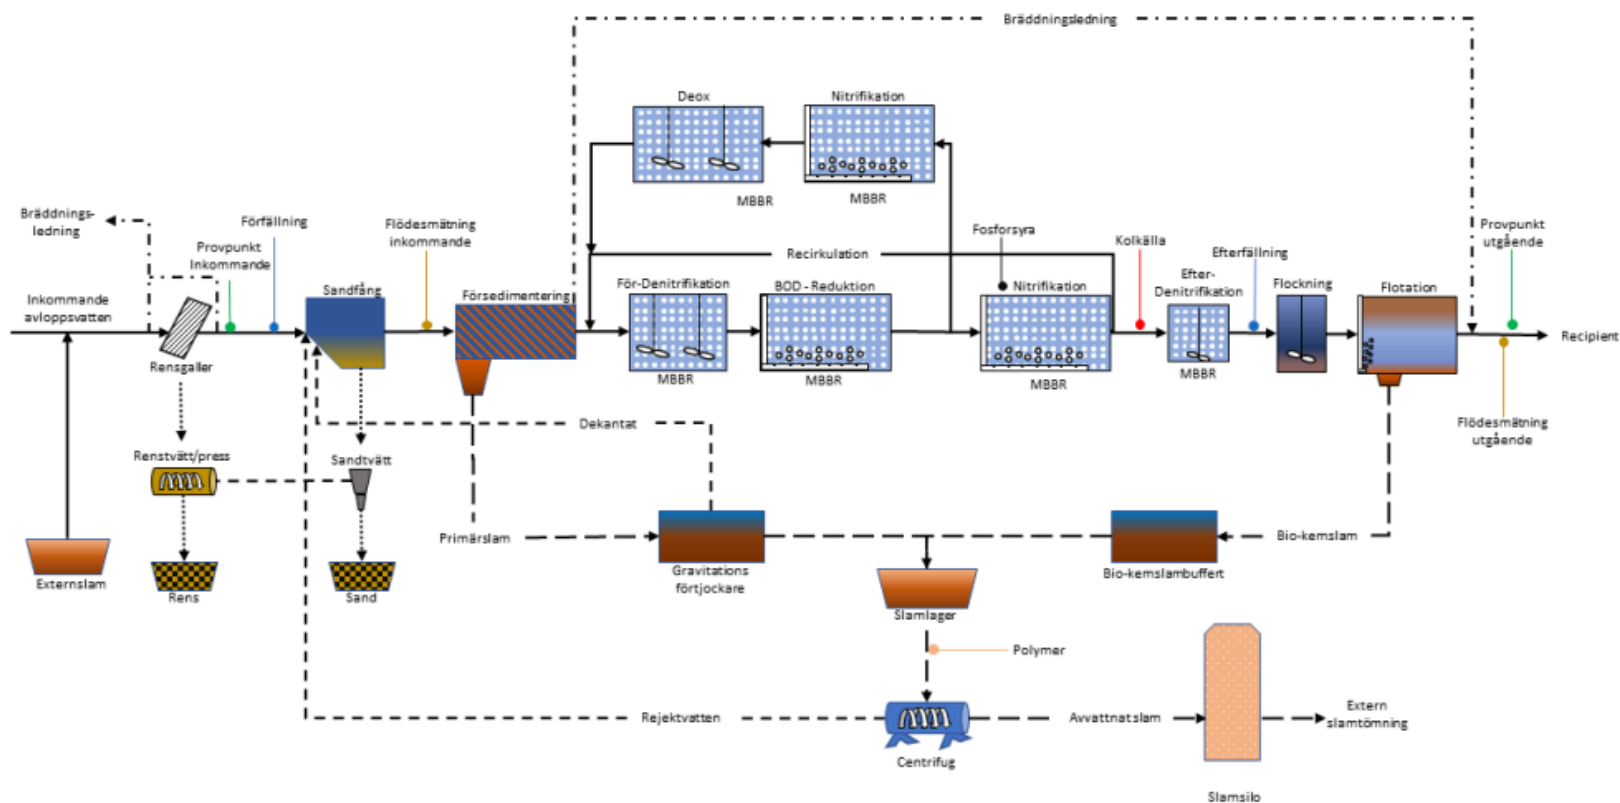 Bräddningsledning
Deox
Nitrifikation
MBBR
MBBR
Bräddnings-
ledning
Provpunkt
Inkommande
Förfällning
Flödesmätning
inkommande
Fosforsyra
Recirkulation
Kolkälla
Efterfällning
Provpunkt
utgående
Inkommande
avloppsvatten
Rensgaller
Sandfång
Försedimentering
För-Denitrifikation
MBBR
BOD - Reduktion
MBBR
Nitrifikation
MBBR
Efter-
Denitrifikation
MBBR
Flockning
Flotation
Recipient
Flödesmätning
utgående
Dekantat
Renstvätt/press
Sandtvätt
Primärslam
Gravitations
förtjockare
Bio-kemslam
Bio-kemslambuffert
Externslam
Rens
Sand
Slamlager
Polymer
Rejektvatten
Centrifug
Avvattnatslam
Extern
slamtömning
Slamsilo